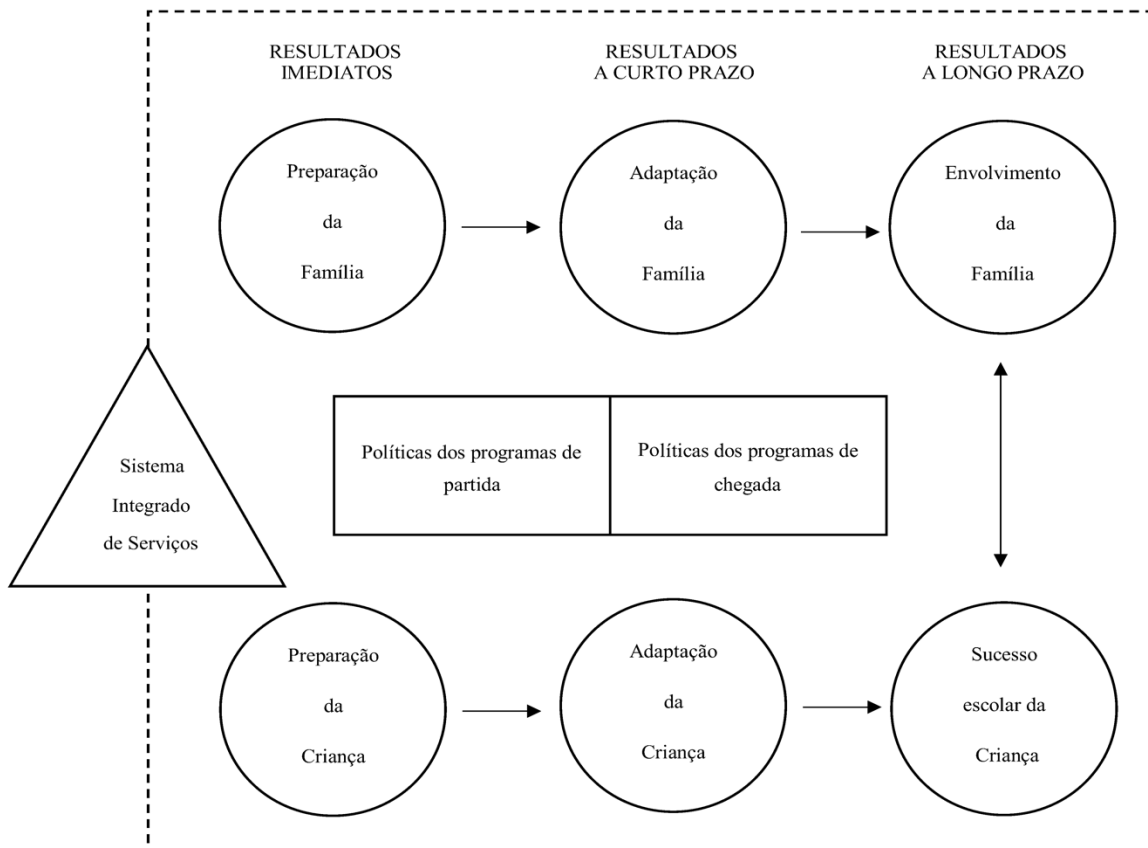 RESULTADOS
IMEDIATOS
RESULTADOS
A CURTO PRAZO
RESULTADOS
A LONGO PRAZO
Preparação
da
Família
Adaptação
da
Família
Envolvimento
da
Família
Sistema
Integrado
de Serviços
Políticas dos programas de
partida
Políticas dos programas de
chegada
Preparação
da
Criança
Adaptação
da
Criança
Sucesso
escolar da
Criança